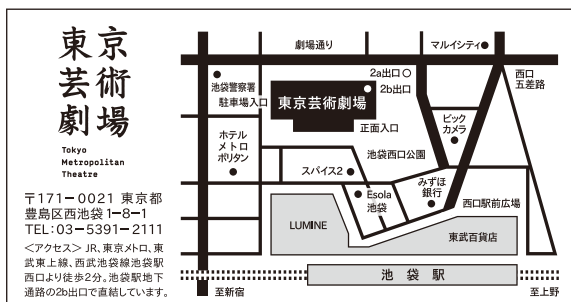 東京
芸術
劇場
Tokyo
Metropolitan
Theatre
〒171-0021 東京都
豊島区西池袋1-8-1
TEL:03-5391-2111
<アクセス> JR、東京メトロ、東
武東上線、西武池袋線池袋駅
西口より徒歩2分。池袋駅地下
通路の2b出口で直結しています。
劇場通り
マルイシティ
2a出口
2b出口
西口
五差路
池袋警察署
駐車場入口
東京芸術劇場
正面入口
ビック
カメラ
ホテル
メトロ
ポリタン
池袋西口公園
スパイス2
Esola
池袋
みずほ
銀行
西口駅前広場
LUMINE
東武百貨店
池袋駅
至新宿
至上野